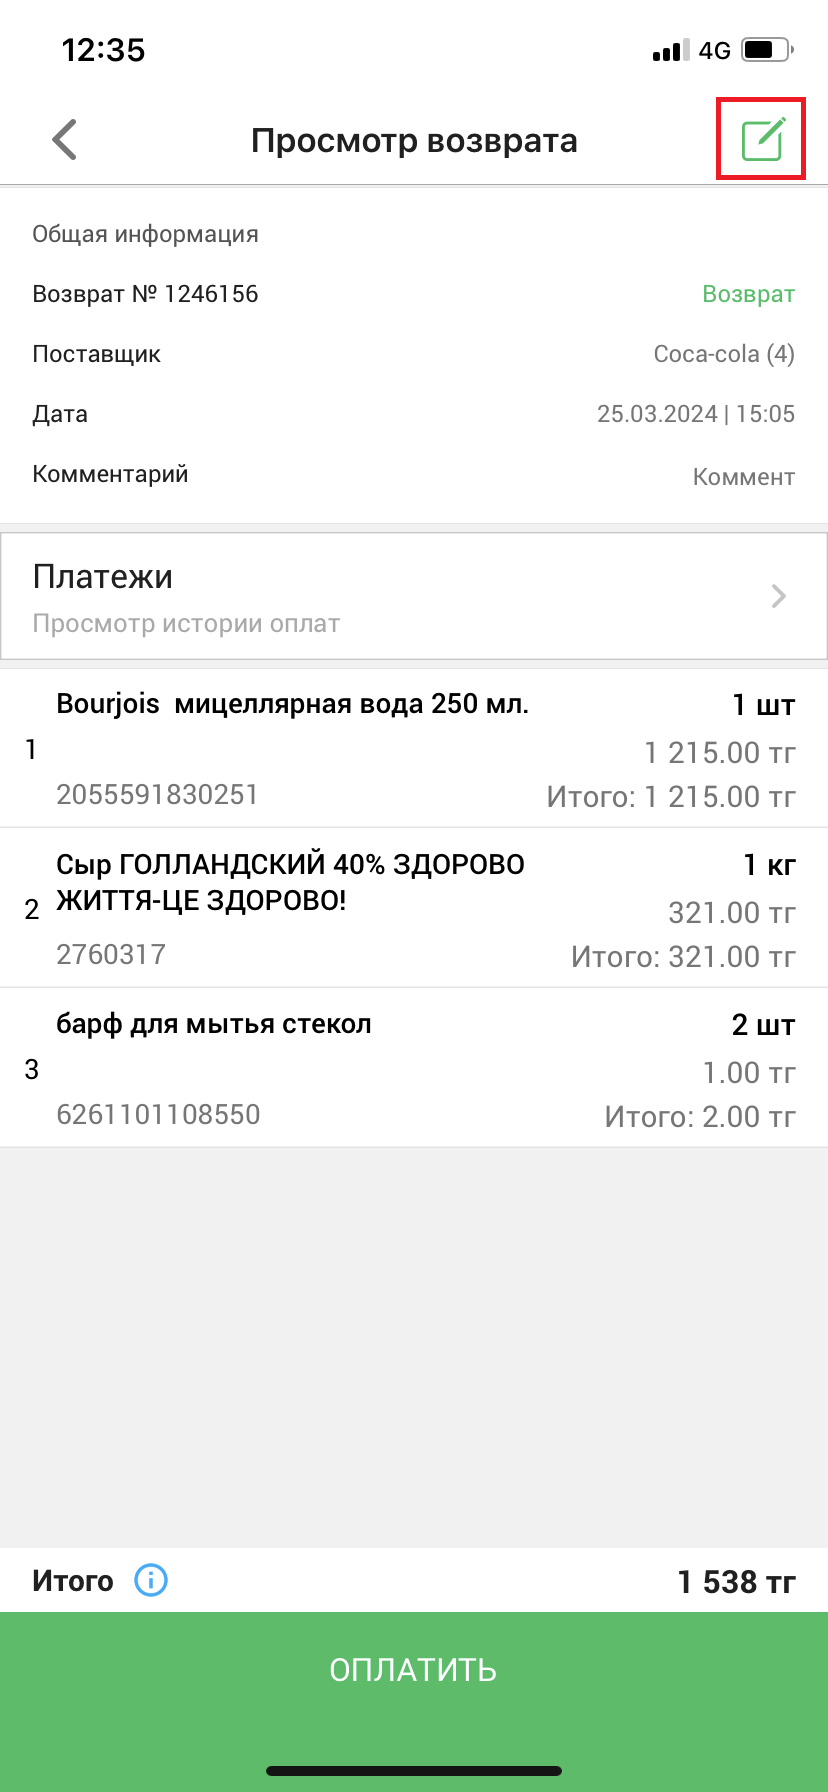 12:35
4G
Просмотр возврата
Общая информация
Возврат № 1246156 Возврат
Поставщик Coca-cola (4)
Дата 25.03.2024 | 15:05
Комментарий Коммент
Платежи
Просмотр истории оплат
Bourjois  мицеллярная вода 250 мл. 1 шт
1 1 215.00 тг
2055591830251 Итого: 1 215.00 тг
Сыр ГОЛЛАНДСКИЙ 40% ЗДОРОВО 1 кг
2 ЖИТТЯ-ЦЕ ЗДОРОВО! 321.00 тг
2760317 Итого: 321.00 тг
барф для мытья стекол 2 шт
3 1.00 тг
6261101108550 Итого: 2.00 тг
Итого 1 538 тг
ОПЛАТИТЬ